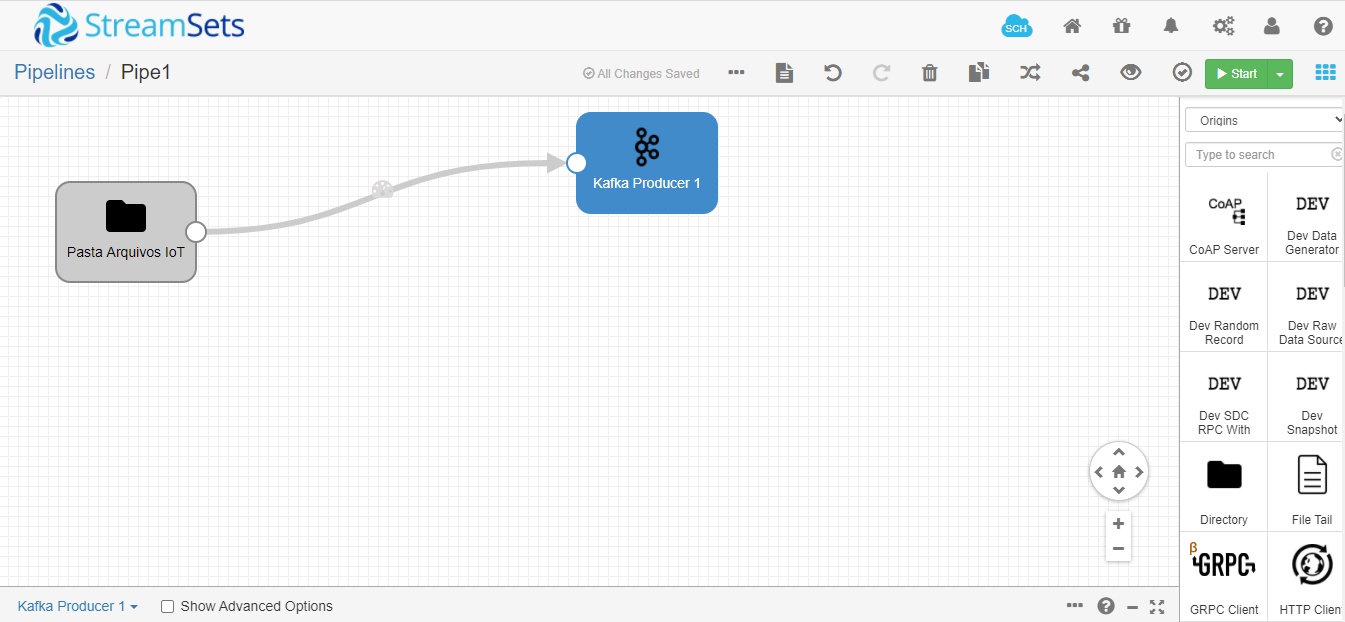 StreamSets
SCH
Pipelines / Pipe1
All Changes Saved
Start
Origins
Type to search
Pasta Arquivos IoT
Kafka Producer 1
CoAP
CoAP Server
DEV
Dev Data
Generator
DEV
Dev Random
Record
DEV
Dev Raw
Data Source
DEV
Dev SDC
RPC With
DEV
Dev
Snapshot
Directory
File Tail
β
GRPC
GRPC Client
HTTP Clien
Kafka Producer 1
Show Advanced Options